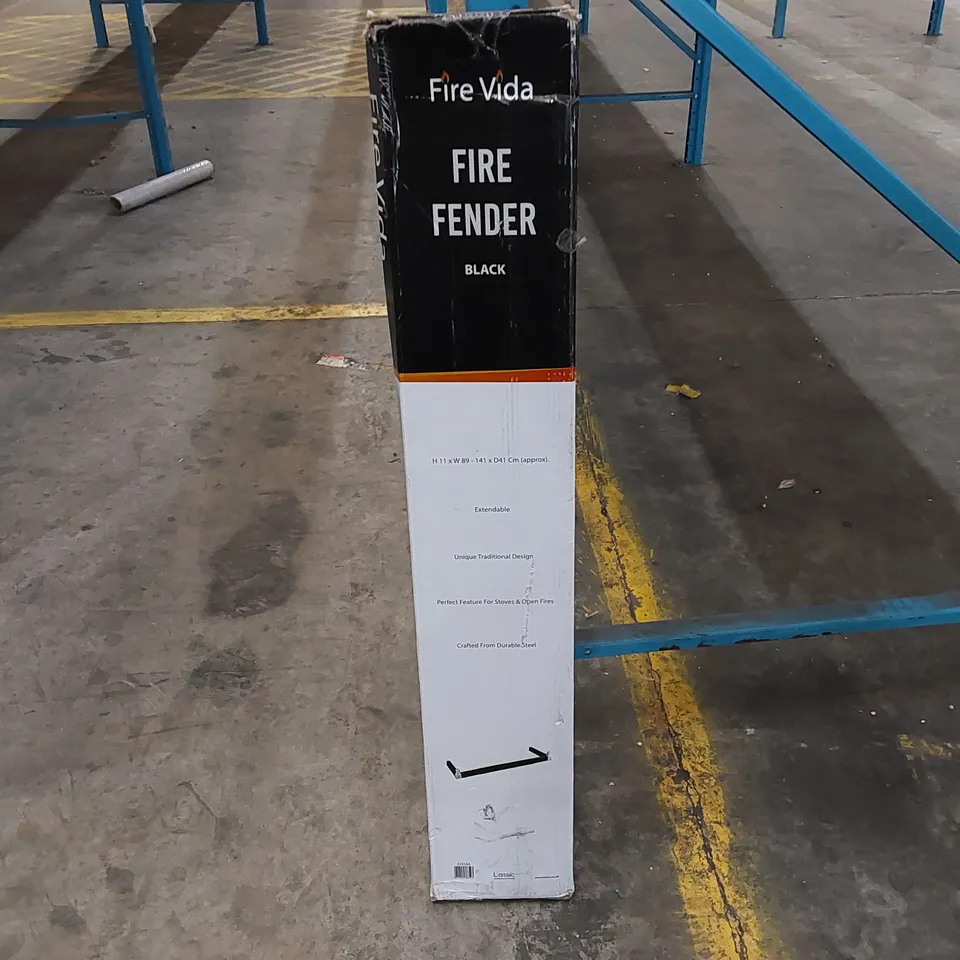 Fire Vida
FIRE
FENDER
BLACK
Fire Vida
H 11 x W 89 - 141 x D41 Cm (approx).
Extendable
Unique Traditional Design
Perfect Feature For Stoves & Open Fires
Crafted From Durable Steel